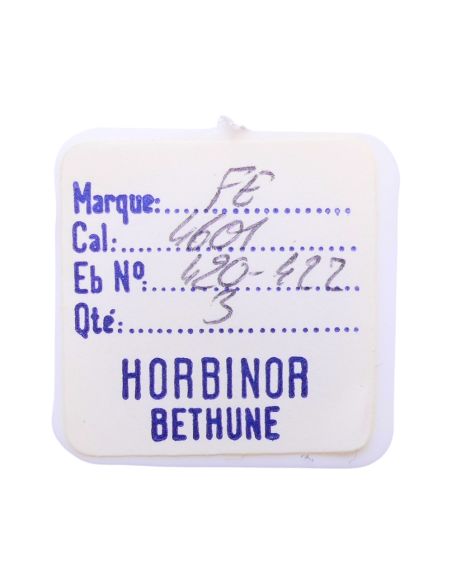 Marque: FE
Cal: 4601
Eb Nº: 420-422
Qté: 3
HORBINOR
BETHUNE